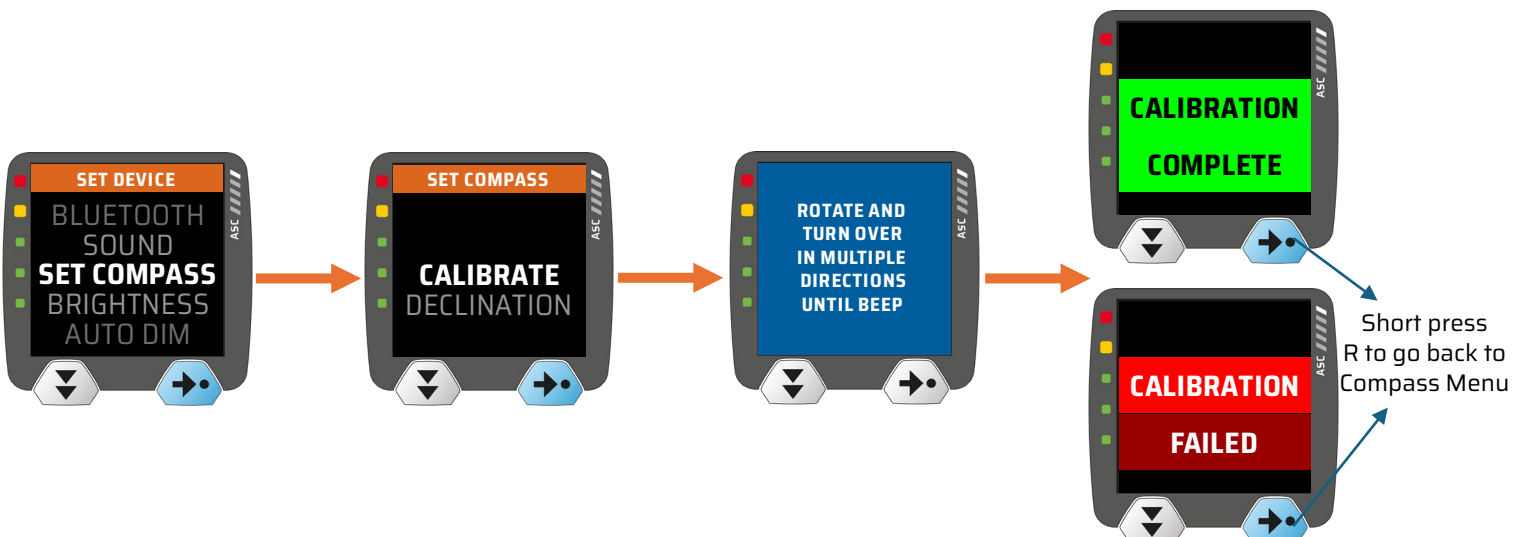 SET DEVICE
BLUETOOTH
SOUND
SET COMPASS
BRIGHTNESS
AUTO DIM
ASC
SET COMPASS
CALIBRATE
DECLINATION
ASC
ROTATE AND
TURN OVER
IN MULTIPLE
DIRECTIONS
UNTIL BEEP
ASC
CALIBRATION
COMPLETE
ASC
CALIBRATION
FAILED
ASC
Short press
R to go back to
Compass Menu